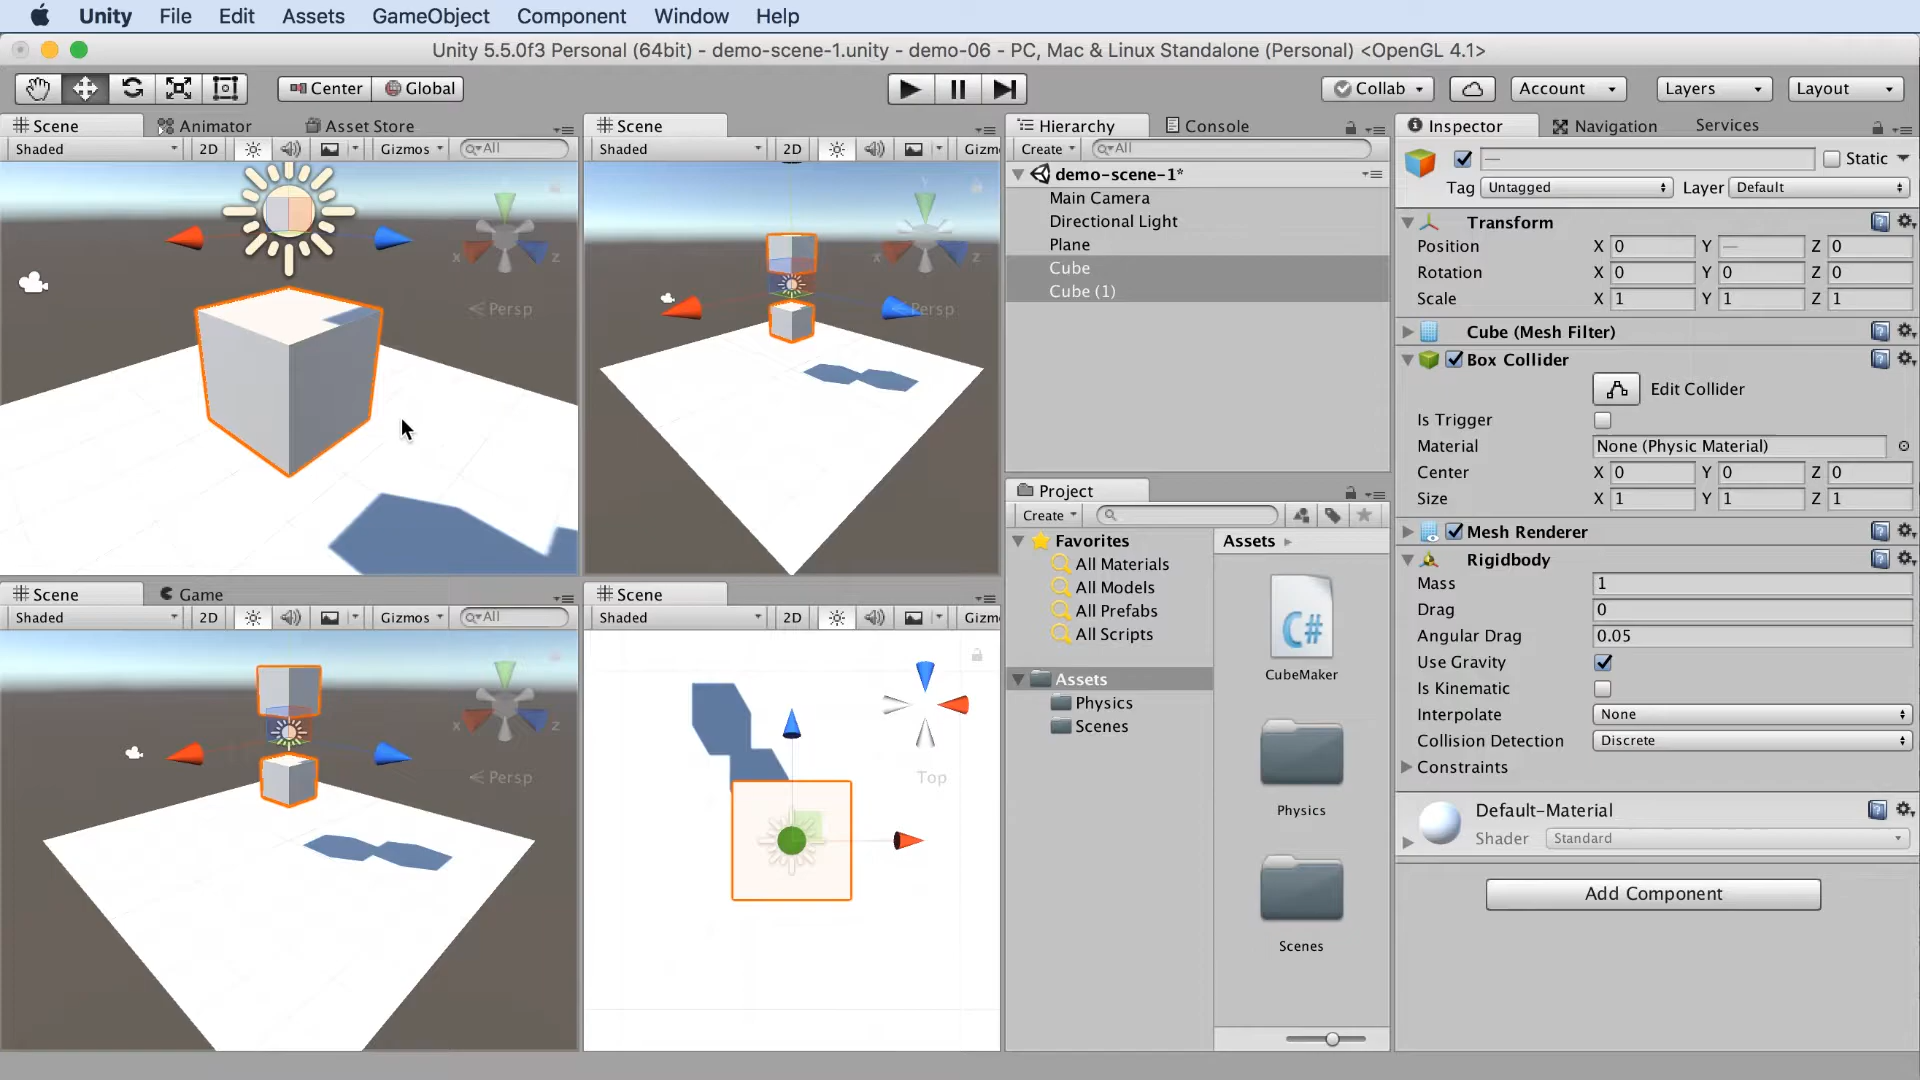 Unity File Edit Assets GameObject Component Window Help
Unity 5.5.0f3 Personal (64bit) - demo-scene-1.unity - demo-06 - PC, Mac & Linux Standalone (Personal) <OpenGL 4.1>
Center Global
Collab Account Layers Layout
Scene Animator Asset Store
Shaded 2D Gizmos All
x z
Persp
Scene
Shaded 2D Gizm
x z
Persp
Scene Game
Shaded 2D Gizmos All
x z
Persp
Scene
Shaded 2D Gizm
Top
Hierarchy Console
Create All
demo-scene-1*
Main Camera
Directional Light
Plane
Cube
Cube (1)
Project
Create
Favorites
All Materials
All Models
All Prefabs
All Scripts
Assets
Physics
Scenes
Assets
C#
CubeMaker
Physics
Scenes
Inspector Navigation Services
— Static
Tag Untagged Layer Default
Transform
Position X 0 Y — Z 0
Rotation X 0 Y 0 Z 0
Scale X 1 Y 1 Z 1
Cube (Mesh Filter)
Box Collider
Edit Collider
Is Trigger
Material None (Physic Material)
Center X 0 Y 0 Z 0
Size X 1 Y 1 Z 1
Mesh Renderer
Rigidbody
Mass 1
Drag 0
Angular Drag 0.05
Use Gravity
Is Kinematic
Interpolate None
Collision Detection Discrete
Constraints
Default-Material
Shader Standard
Add Component